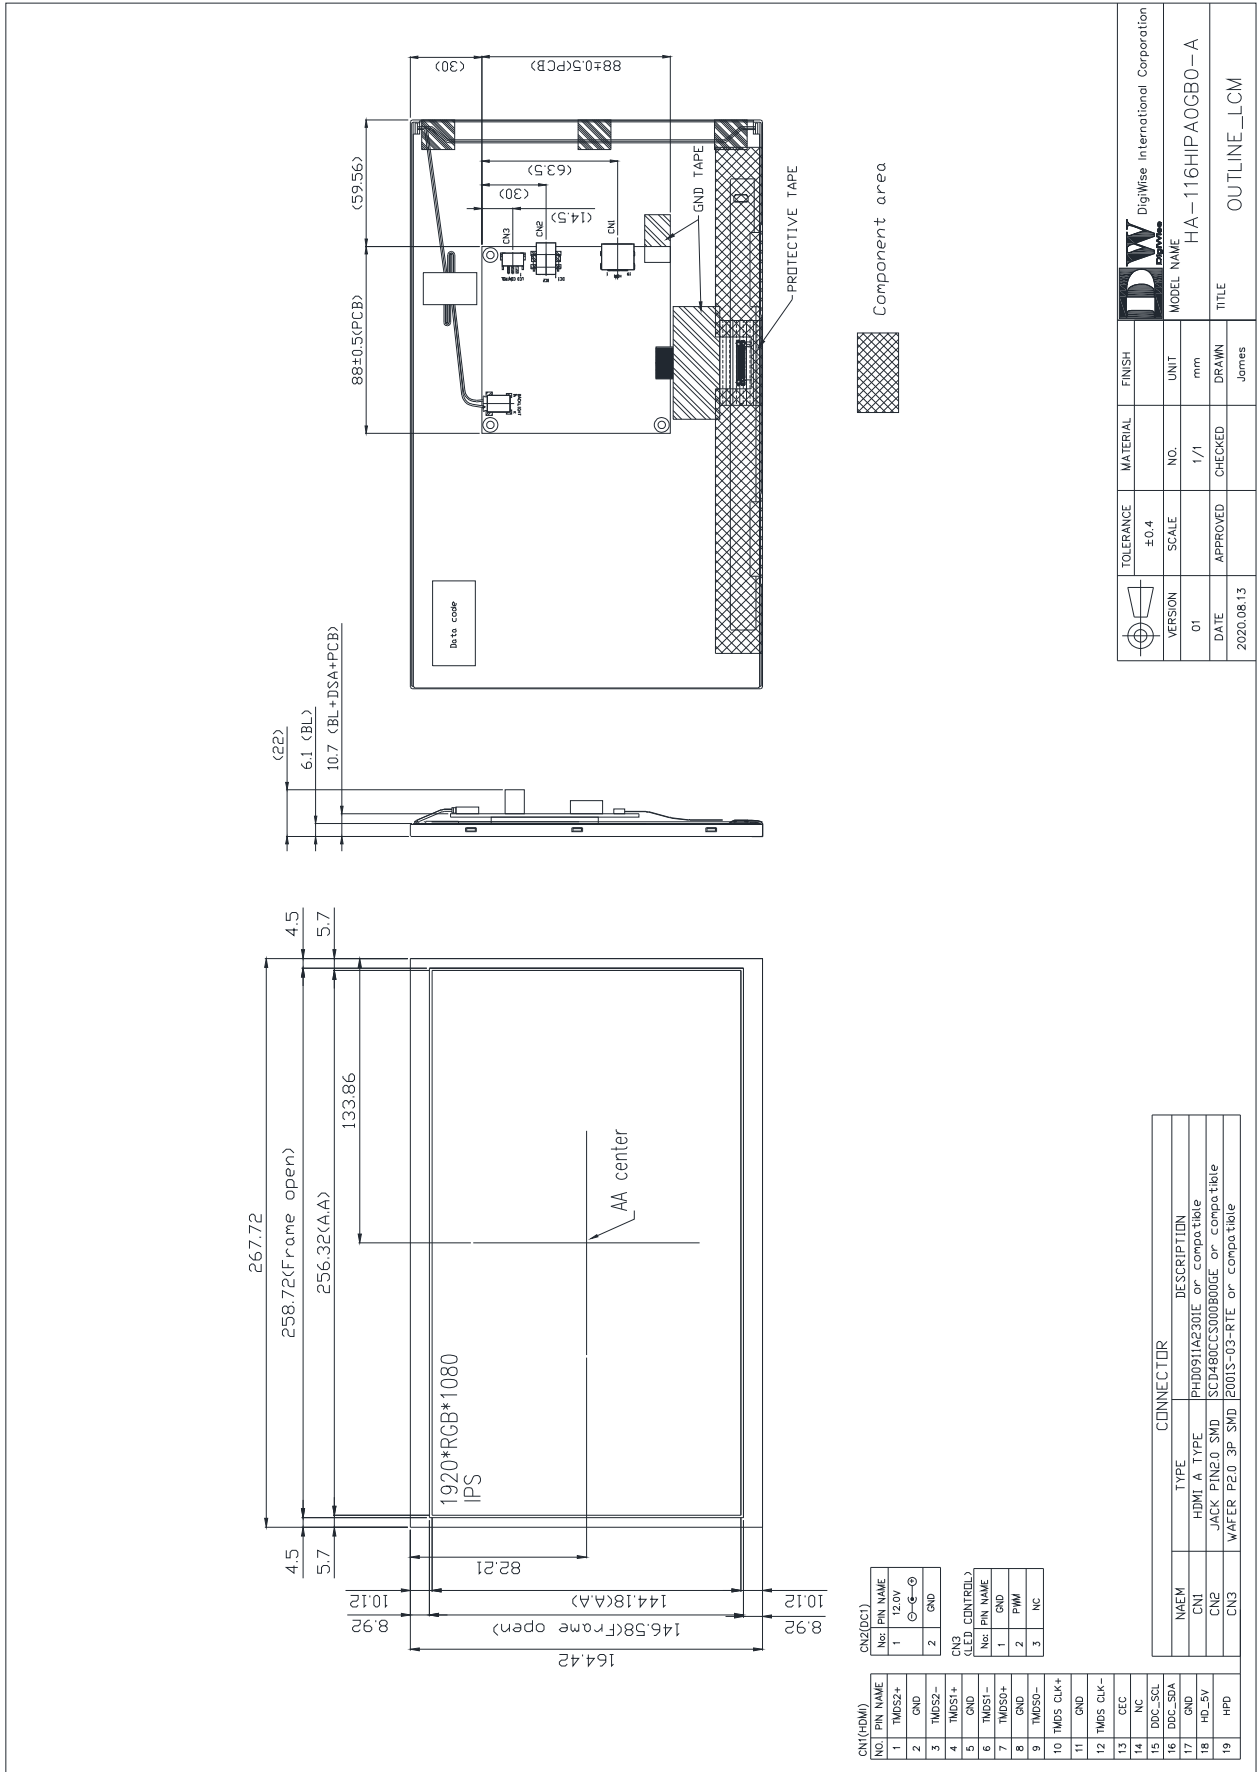 267.72
258.72(Frame open)
256.32(A.A)
133.86
4.5
5.7
4.5
5.7
1920*RGB*1080
IPS
AA center
82.21
10.12
144.18(A.A)
10.12
8.92
146.58(Frame open)
8.92
164.42
(22)
6.1 (BL)
10.7 (BL+DSA+PCB)
(30)
88±0.5(PCB)
(59.56)
88±0.5(PCB)
(63.5)
(30)
(14.5)
CN3
CN2
CN1
GND TAPE
PROTECTIVE TAPE
Data code
Component area
CN1(HDMI)
NO. PIN NAME
1 TMDS2+
2 GND
3 TMDS2-
4 TMDS1+
5 GND
6 TMDS1-
7 TMDS0+
8 GND
9 TMDS0-
10 TMDS CLK+
11 GND
12 TMDS CLK-
13 CEC
14 NC
15 DDC_SCL
16 DDC_SDA
17 GND
18 HD_5V
19 HPD
CN2(DC1)
No: PIN NAME
1 12.0V
2 GND
CN3
(LED CONTROL)
No: PIN NAME
1 GND
2 PWM
3 NC
CONNECTOR
NAEM TYPE DESCRIPTION
CN1 HDMI A TYPE PHD0911A2301E or compatible
CN2 JACK PIN2.0 SMD SCD480CCS000B00GE or compatible
CN3 WAFER P2.0 3P SMD 2001S-03-RTE or compatible
TOLERANCE MATERIAL FINISH
±0.4
DigiWise DigiWise International Corporation
VERSION SCALE NO. UNIT MODEL NAME
01 1/1 mm HA-116HIPA0GB0-A
DATE APPROVED CHECKED DRAWN TITLE
2020.08.13 James OUTLINE_LCM